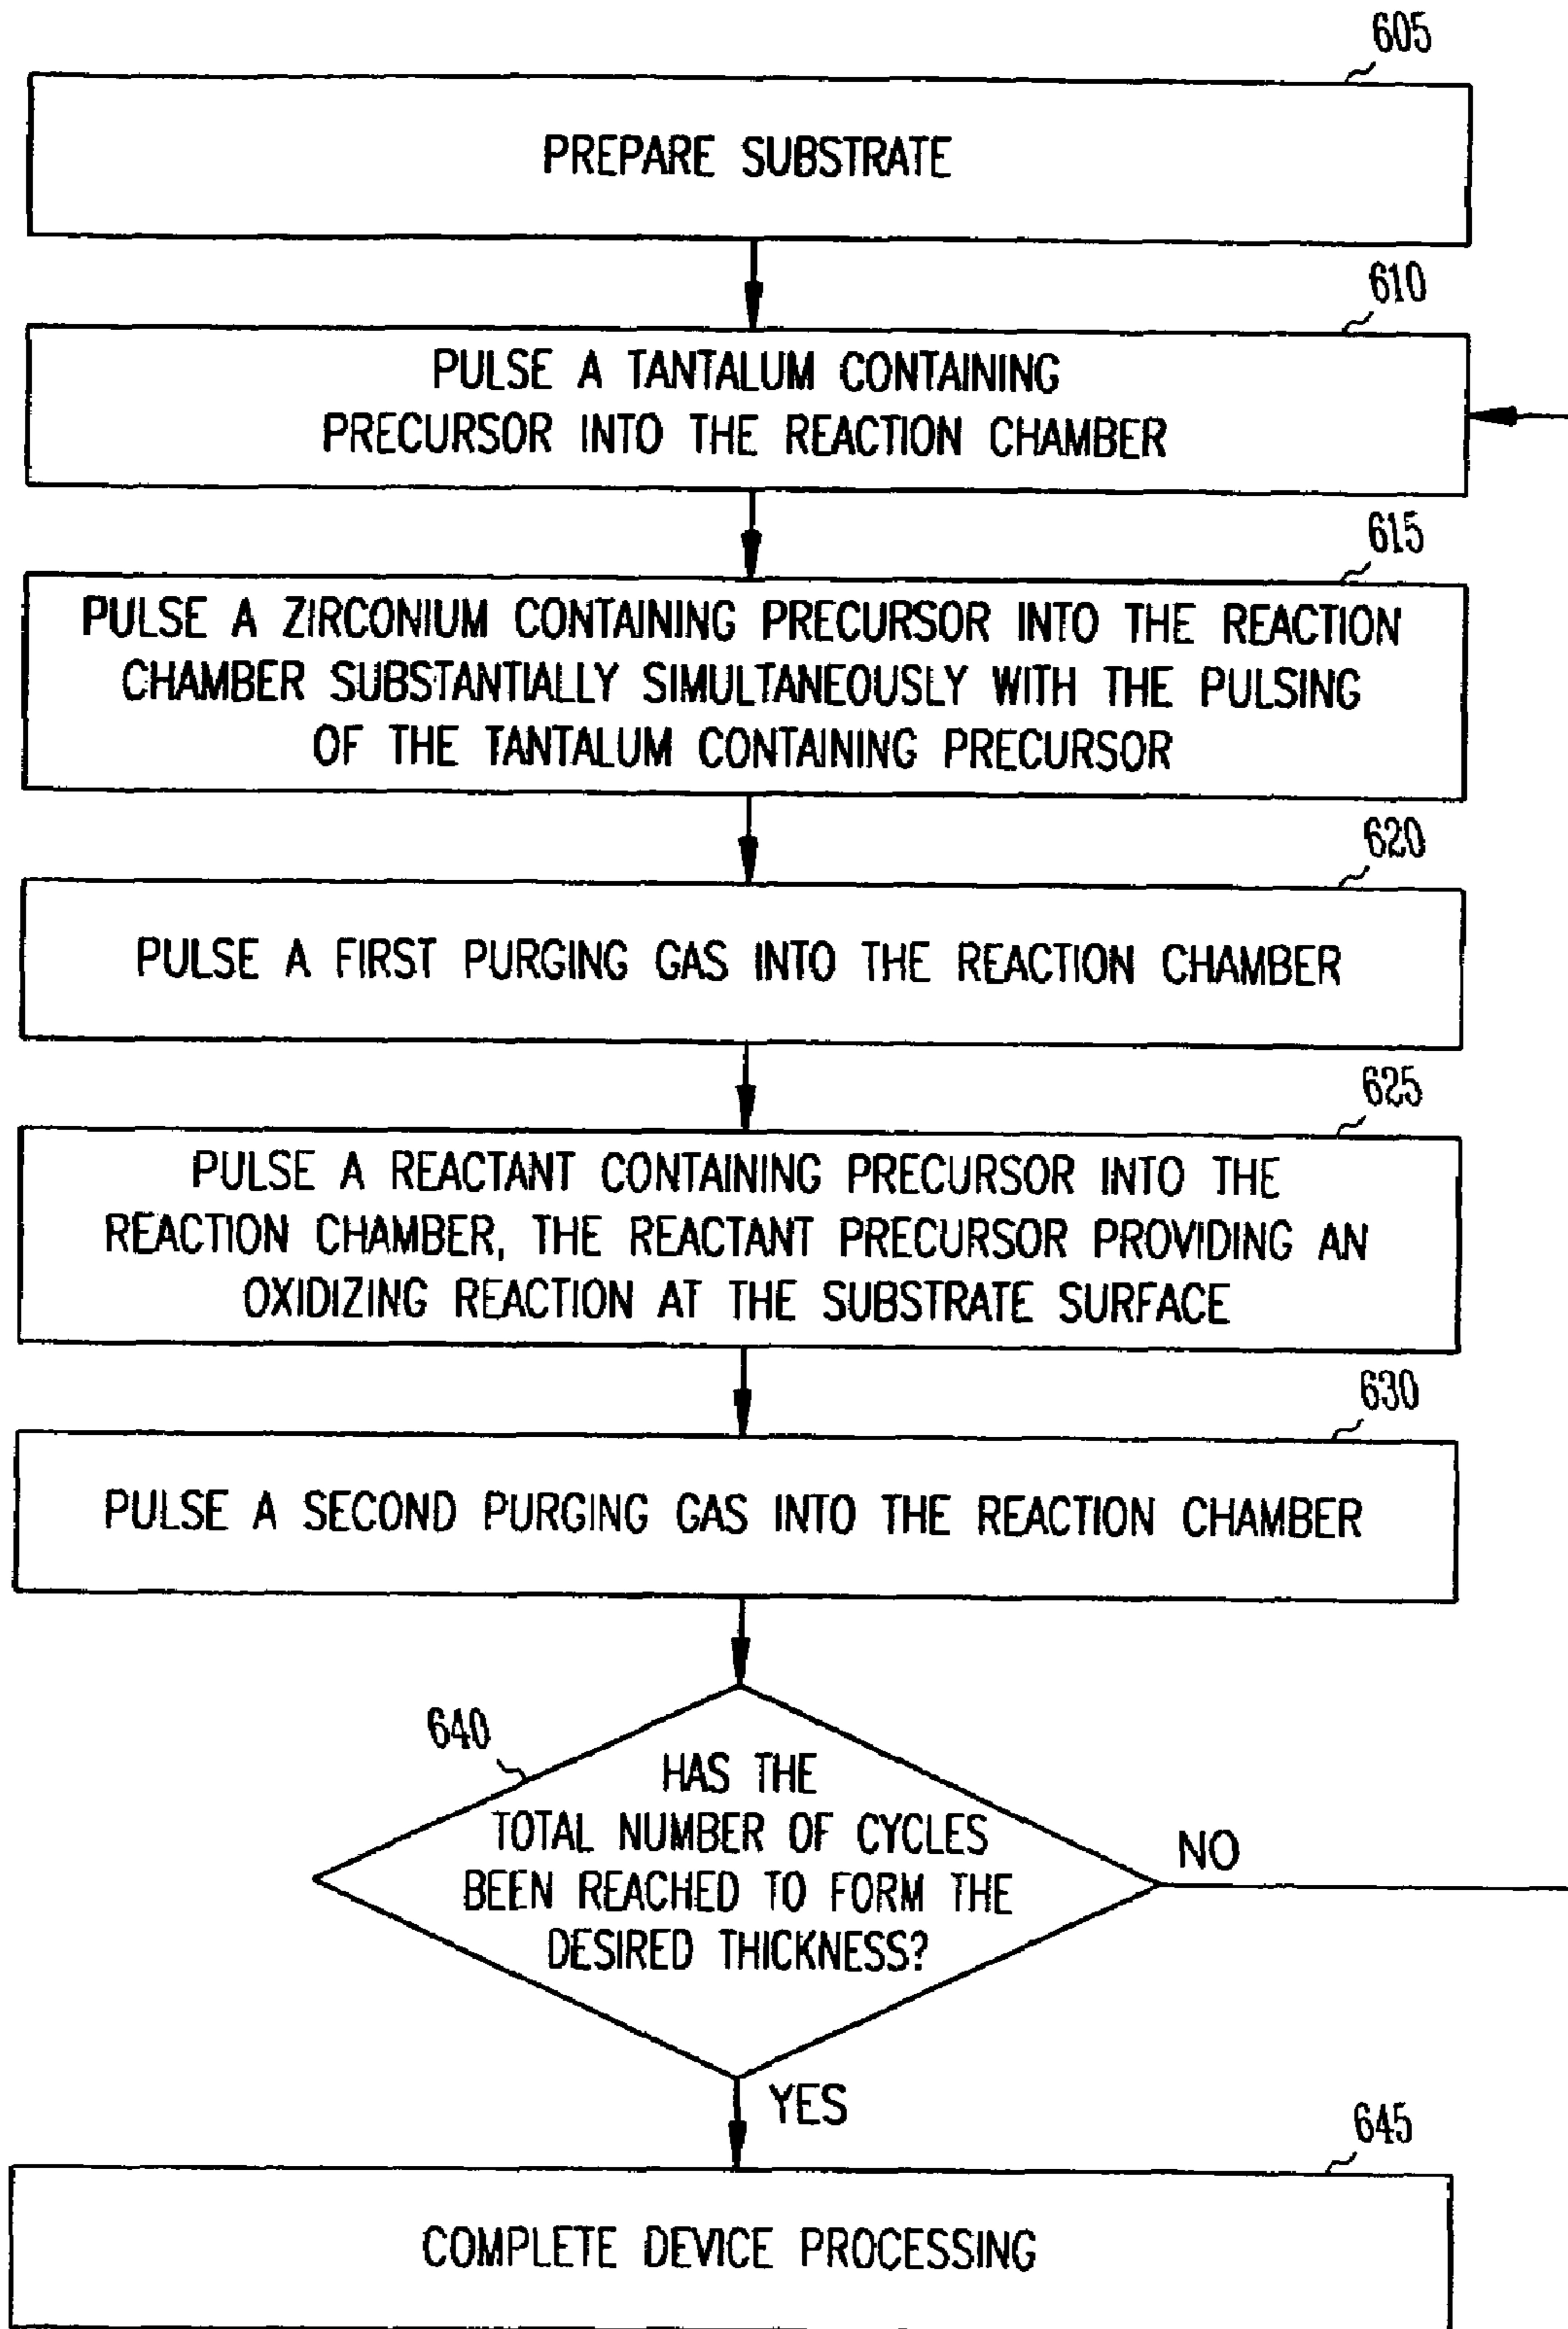 605
PREPARE SUBSTRATE
610
PULSE A TANTALUM CONTAINING
PRECURSOR INTO THE REACTION CHAMBER
615
PULSE A ZIRCONIUM CONTAINING PRECURSOR INTO THE REACTION
CHAMBER SUBSTANTIALLY SIMULTANEOUSLY WITH THE PULSING
OF THE TANTALUM CONTAINING PRECURSOR
620
PULSE A FIRST PURGING GAS INTO THE REACTION CHAMBER
625
PULSE A REACTANT CONTAINING PRECURSOR INTO THE
REACTION CHAMBER, THE REACTANT PRECURSOR PROVIDING AN
OXIDIZING REACTION AT THE SUBSTRATE SURFACE
630
PULSE A SECOND PURGING GAS INTO THE REACTION CHAMBER
640
HAS THE
TOTAL NUMBER OF CYCLES
BEEN REACHED TO FORM THE
DESIRED THICKNESS?
NO
YES
645
COMPLETE DEVICE PROCESSING